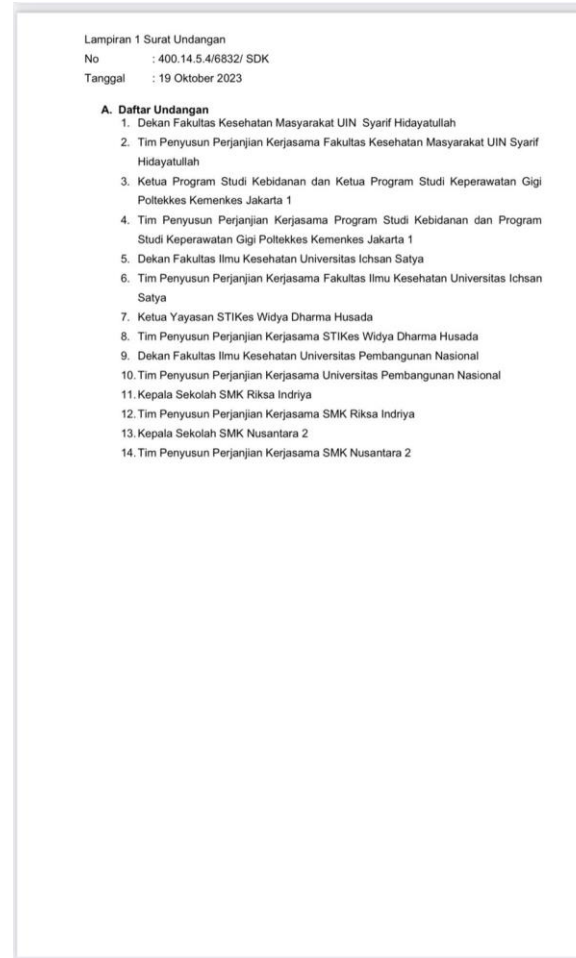 Lampiran 1 Surat Undangan
No : 400.14.5.4/6832/ SDK
Tanggal : 19 Oktober 2023
A. Daftar Undangan
1. Dekan Fakultas Kesehatan Masyarakat UIN Syarif Hidayatullah
2. Tim Penyusun Perjanjian Kerjasama Fakultas Kesehatan Masyarakat UIN Syarif
Hidayatullah
3. Ketua Program Studi Kebidanan dan Ketua Program Studi Keperawatan Gigi
Poltekkes Kemenkes Jakarta 1
4. Tim Penyusun Perjanjian Kerjasama Program Studi Kebidanan dan Program
Studi Keperawatan Gigi Poltekkes Kemenkes Jakarta 1
5. Dekan Fakultas Ilmu Kesehatan Universitas Ichsan Satya
6. Tim Penyusun Perjanjian Kerjasama Fakultas Ilmu Kesehatan Universitas Ichsan
Satya
7. Ketua Yayasan STIKes Widya Dharma Husada
8. Tim Penyusun Perjanjian Kerjasama STIKes Widya Dharma Husada
9. Dekan Fakultas Ilmu Kesehatan Universitas Pembangunan Nasional
10. Tim Penyusun Perjanjian Kerjasama Universitas Pembangunan Nasional
11. Kepala Sekolah SMK Riksa Indriya
12. Tim Penyusun Perjanjian Kerjasama SMK Riksa Indriya
13. Kepala Sekolah SMK Nusantara 2
14. Tim Penyusun Perjanjian Kerjasama SMK Nusantara 2